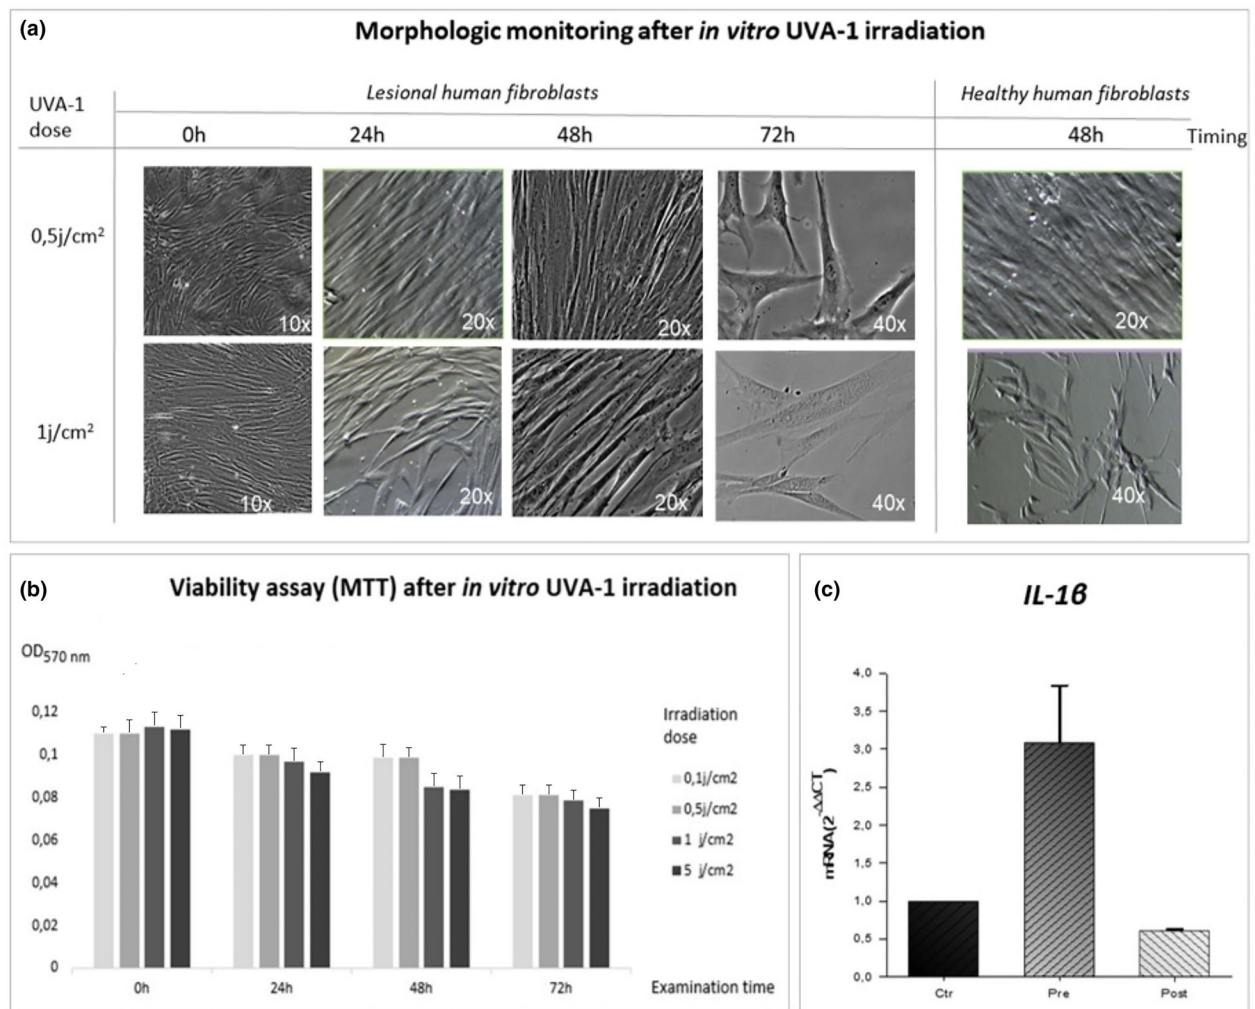 (a)
Morphologic monitoring after in vitro UVA-1 irradiation
UVA-1
dose
Lesional human fibroblasts
Healthy human fibroblasts
0h 24h 48h 72h 48h Timing
0,5j/cm²
10x 20x 20x 40x 20x
1j/cm²
10x 20x 20x 40x 40x
(b)
Viability assay (MTT) after in vitro UVA-1 irradiation
OD570 nm
0,12
0,1
0,08
0,06
0,04
0,02
0
0h 24h 48h 72h Examination time
Irradiation
dose
0,1j/cm2
0,5j/cm2
1 j/cm2
5 j/cm2
(c)
IL-1β
mRNA(2^-ΔΔCT)
4,0
3,5
3,0
2,5
2,0
1,5
1,0
0,5
0,0
Ctr Pre Post